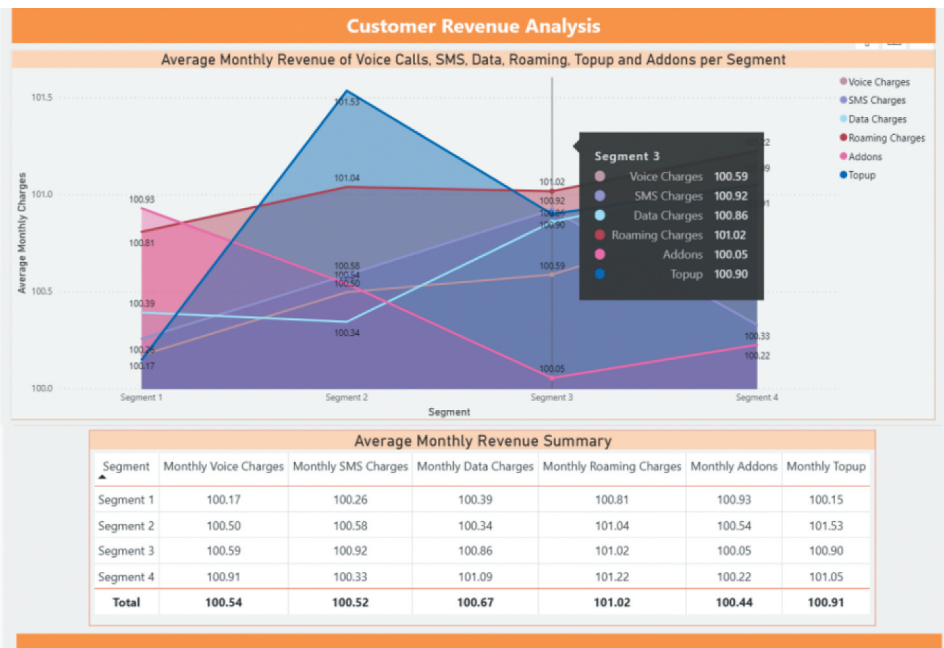 Customer Revenue Analysis
Average Monthly Revenue of Voice Calls, SMS, Data, Roaming, Topup and Addons per Segment
Voice Charges
SMS Charges
Data Charges
Roaming Charges
Addons
Topup
Average Monthly Charges
101.5
101.0
100.5
100.0
100.93
100.81
100.39
100.26
100.17
101.53
101.04
100.58
100.54
100.50
100.34
101.02
100.92
100.86
100.90
100.59
100.05
100.33
100.22
Segment 3
Voice Charges 100.59
SMS Charges 100.92
Data Charges 100.86
Roaming Charges 101.02
Addons 100.05
Topup 100.90
Segment 1 Segment 2 Segment 3 Segment 4
Segment
Average Monthly Revenue Summary
Segment Monthly Voice Charges Monthly SMS Charges Monthly Data Charges Monthly Roaming Charges Monthly Addons Monthly Topup
Segment 1 100.17 100.26 100.39 100.81 100.93 100.15
Segment 2 100.50 100.58 100.34 101.04 100.54 101.53
Segment 3 100.59 100.92 100.86 101.02 100.05 100.90
Segment 4 100.91 100.33 101.09 101.22 100.22 101.05
Total 100.54 100.52 100.67 101.02 100.44 100.91